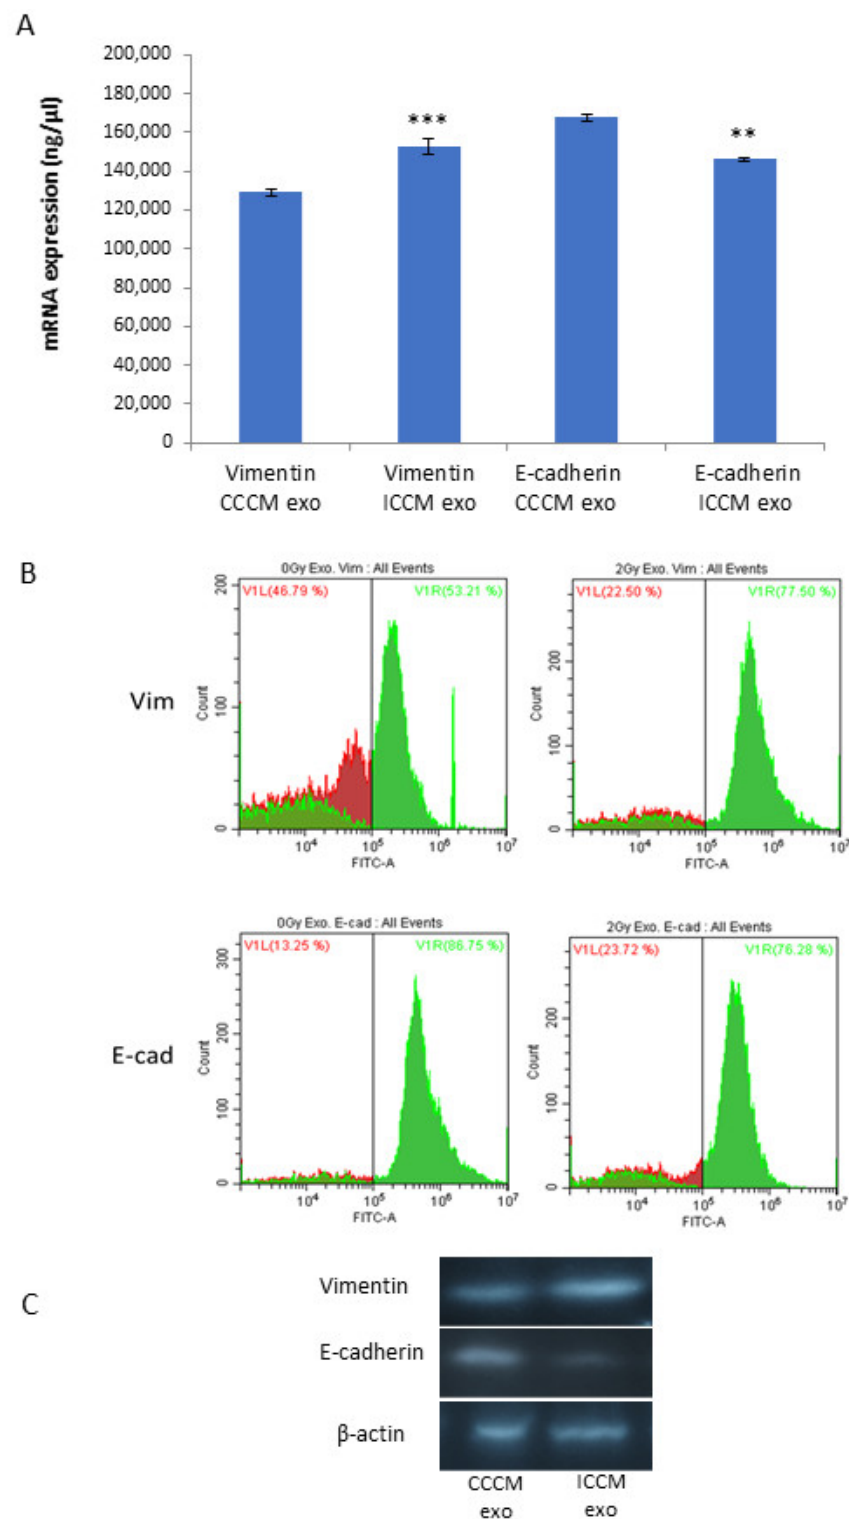 A
200,000
180,000
160,000
140,000
120,000
100,000
80,000
60,000
40,000
20,000
0
mRNA expression (ng/µl)
***
**
Vimentin
CCCM exo
Vimentin
ICCM exo
E-cadherin
CCCM exo
E-cadherin
ICCM exo
B
Vim
0Gy Exo. Vim : All Events
V1L(46.79 %)
V1R(53.21 %)
200
100
0
Count
10⁴ 10⁵ 10⁶ 10⁷
FITC-A
2Gy Exo. Vim : All Events
V1L(22.50 %)
V1R(77.50 %)
200
100
0
Count
10⁴ 10⁵ 10⁶ 10⁷
FITC-A
E-cad
0Gy Exo. E-cad : All Events
V1L(13.25 %)
V1R(86.75 %)
300
200
100
0
Count
10⁴ 10⁵ 10⁶ 10⁷
FITC-A
2Gy Exo. E-cad : All Events
V1L(23.72 %)
V1R(76.28 %)
200
100
0
Count
10⁴ 10⁵ 10⁶ 10⁷
FITC-A
C
Vimentin
E-cadherin
β-actin
CCCM
exo
ICCM
exo